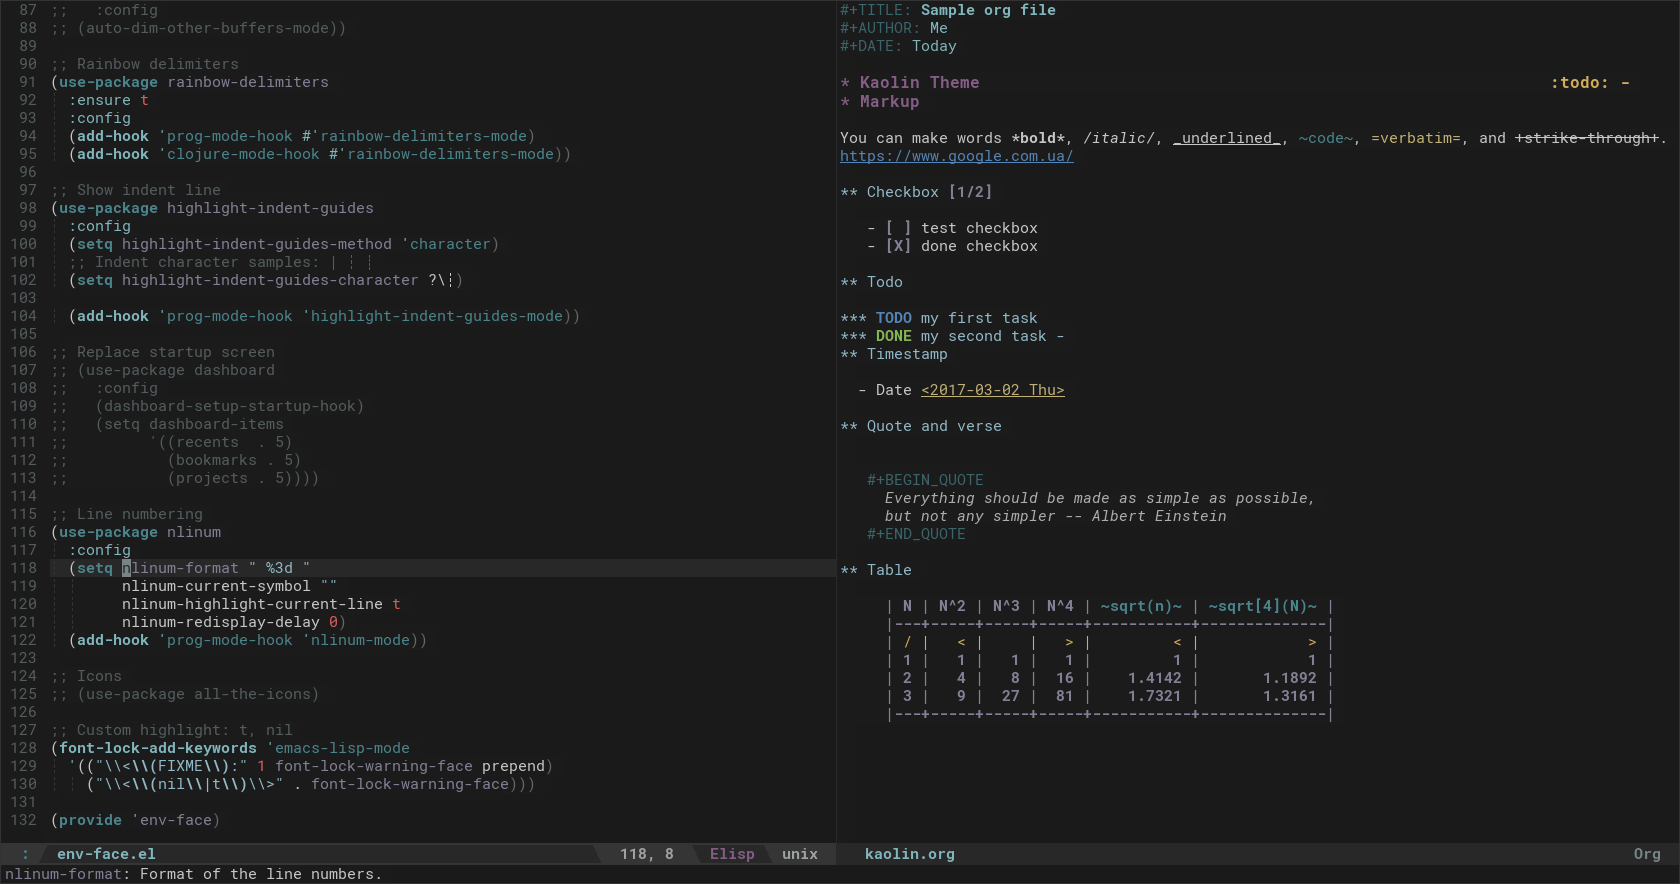 87 ;;   :config
88 ;; (auto-dim-other-buffers-mode))
89
90 ;; Rainbow delimiters
91 (use-package rainbow-delimiters
92   :ensure t
93   :config
94   (add-hook 'prog-mode-hook #'rainbow-delimiters-mode)
95   (add-hook 'clojure-mode-hook #'rainbow-delimiters-mode))
96
97 ;; Show indent line
98 (use-package highlight-indent-guides
99   :config
100   (setq highlight-indent-guides-method 'character)
101   ;; Indent character samples: | ┆ ┊
102   (setq highlight-indent-guides-character ?\┆)
103
104   (add-hook 'prog-mode-hook 'highlight-indent-guides-mode))
105
106 ;; Replace startup screen
107 ;; (use-package dashboard
108 ;;   :config
109 ;;   (dashboard-setup-startup-hook)
110 ;;   (setq dashboard-items
111 ;;         '((recents  . 5)
112 ;;           (bookmarks . 5)
113 ;;           (projects . 5))))
114
115 ;; Line numbering
116 (use-package nlinum
117   :config
118   (setq nlinum-format " %3d "
119         nlinum-current-symbol ""
120         nlinum-highlight-current-line t
121         nlinum-redisplay-delay 0)
122   (add-hook 'prog-mode-hook 'nlinum-mode))
123
124 ;; Icons
125 ;; (use-package all-the-icons)
126
127 ;; Custom highlight: t, nil
128 (font-lock-add-keywords 'emacs-lisp-mode
129   '(("\\<\\(FIXME\\):" 1 font-lock-warning-face prepend)
130     ("\\<\\(nil\\|t\\)\\>" . font-lock-warning-face)))
131
132 (provide 'env-face)
: env-face.el 118, 8 Elisp unix
nlinum-format: Format of the line numbers.
#+TITLE: Sample org file
#+AUTHOR: Me
#+DATE: Today
* Kaolin Theme :todo: -
* Markup
You can make words *bold*, /italic/, _underlined_, ~code~, =verbatim=, and +strike-through+.
https://www.google.com.ua/
** Checkbox [1/2]
- [ ] test checkbox
- [X] done checkbox
** Todo
*** TODO my first task
*** DONE my second task -
** Timestamp
- Date <2017-03-02 Thu>
** Quote and verse
#+BEGIN_QUOTE
Everything should be made as simple as possible,
but not any simpler -- Albert Einstein
#+END_QUOTE
** Table
| N | N^2 | N^3 | N^4 | ~sqrt(n)~ | ~sqrt[4](N)~ |
|---+-----+-----+-----+-----------+--------------|
| / |   < |     |   > |         < |            > |
| 1 |   1 |   1 |   1 |         1 |            1 |
| 2 |   4 |   8 |  16 |    1.4142 |       1.1892 |
| 3 |   9 |  27 |  81 |    1.7321 |       1.3161 |
|---+-----+-----+-----+-----------+--------------|
kaolin.org Org